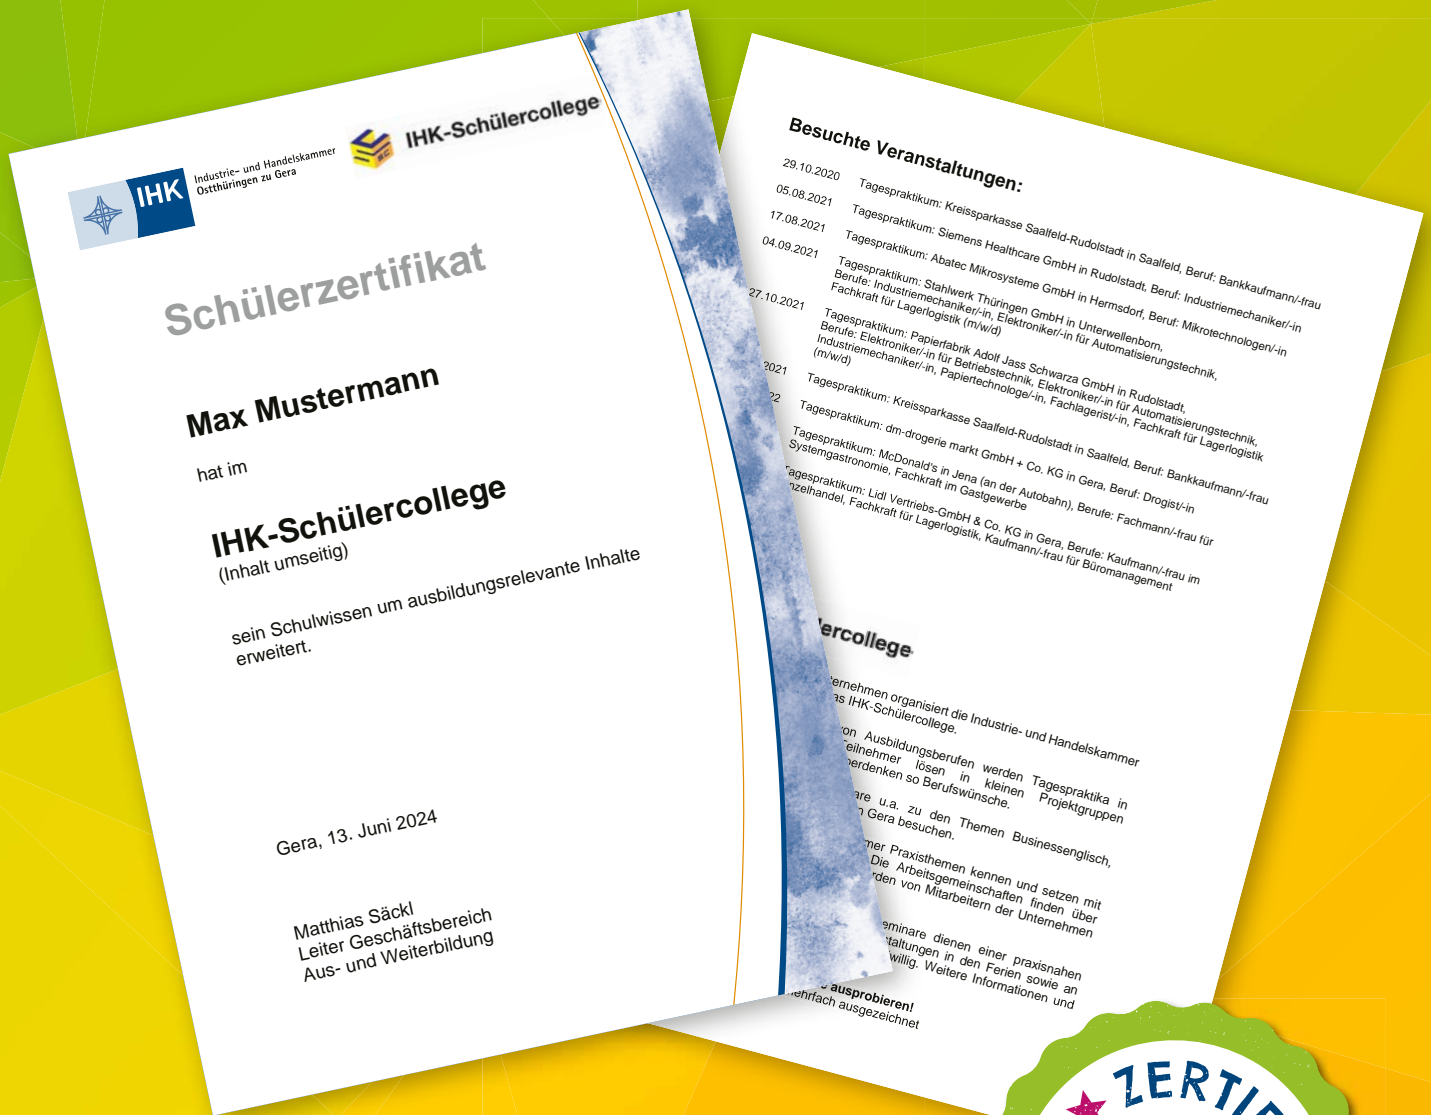 IHK
Industrie- und Handelskammer
Ostthüringen zu Gera
IHK-Schülercollege
Schülerzertifikat
Max Mustermann
hat im
IHK-Schülercollege
(Inhalt umseitig)
sein Schulwissen um ausbildungsrelevante Inhalte
erweitert.
Gera, 13. Juni 2024
Matthias Säckl
Leiter Geschäftsbereich
Aus- und Weiterbildung
Besuchte Veranstaltungen:
29.10.2020 Tagespraktikum: Kreissparkasse Saalfeld-Rudolstadt in Saalfeld, Beruf: Bankkaufmann/-frau
05.08.2021 Tagespraktikum: Siemens Healthcare GmbH in Rudolstadt, Beruf: Industriemechaniker/-in
17.08.2021 Tagespraktikum: Abatec Mikrosysteme GmbH in Hermsdorf, Beruf: Mikrotechnologen/-in
04.09.2021 Tagespraktikum: Stahlwerk Thüringen GmbH in Unterwellenborn,
Berufe: Industriemechaniker/-in, Elektroniker/-in für Automatisierungstechnik,
Fachkraft für Lagerlogistik (m/w/d)
27.10.2021 Tagespraktikum: Papierfabrik Adolf Jass Schwarza GmbH in Rudolstadt,
Berufe: Elektroniker/-in für Betriebstechnik, Elektroniker/-in für Automatisierungstechnik,
Industriemechaniker/-in, Papiertechnologe/-in, Fachlagerist/-in, Fachkraft für Lagerlogistik
(m/w/d)
2021 Tagespraktikum: Kreissparkasse Saalfeld-Rudolstadt in Saalfeld, Beruf: Bankkaufmann/-frau
22 Tagespraktikum: dm-drogerie markt GmbH + Co. KG in Gera, Beruf: Drogist/-in
Tagespraktikum: McDonald's in Jena (an der Autobahn), Berufe: Fachmann/-frau für
Systemgastronomie, Fachkraft im Gastgewerbe
agespraktikum: Lidl Vertriebs-GmbH & Co. KG in Gera, Berufe: Kaufmann/-frau im
nzelhandel, Fachkraft für Lagerlogistik, Kaufmann/-frau für Büromanagement
lercollege
ternehmen organisiert die Industrie- und Handelskammer
as IHK-Schülercollege.
von Ausbildungsberufen werden Tagespraktika in
Teilnehmer lösen in kleinen Projektgruppen
berdenken so Berufswünsche.
are u.a. zu den Themen Businessenglisch,
n Gera besuchen.
mer Praxisthemen kennen und setzen mit
Die Arbeitsgemeinschaften finden über
rden von Mitarbeitern der Unternehmen
eminare dienen einer praxisnahen
staltungen in den Ferien sowie an
willig. Weitere Informationen und
ausprobieren!
ehrfach ausgezeichnet
ZERTIF